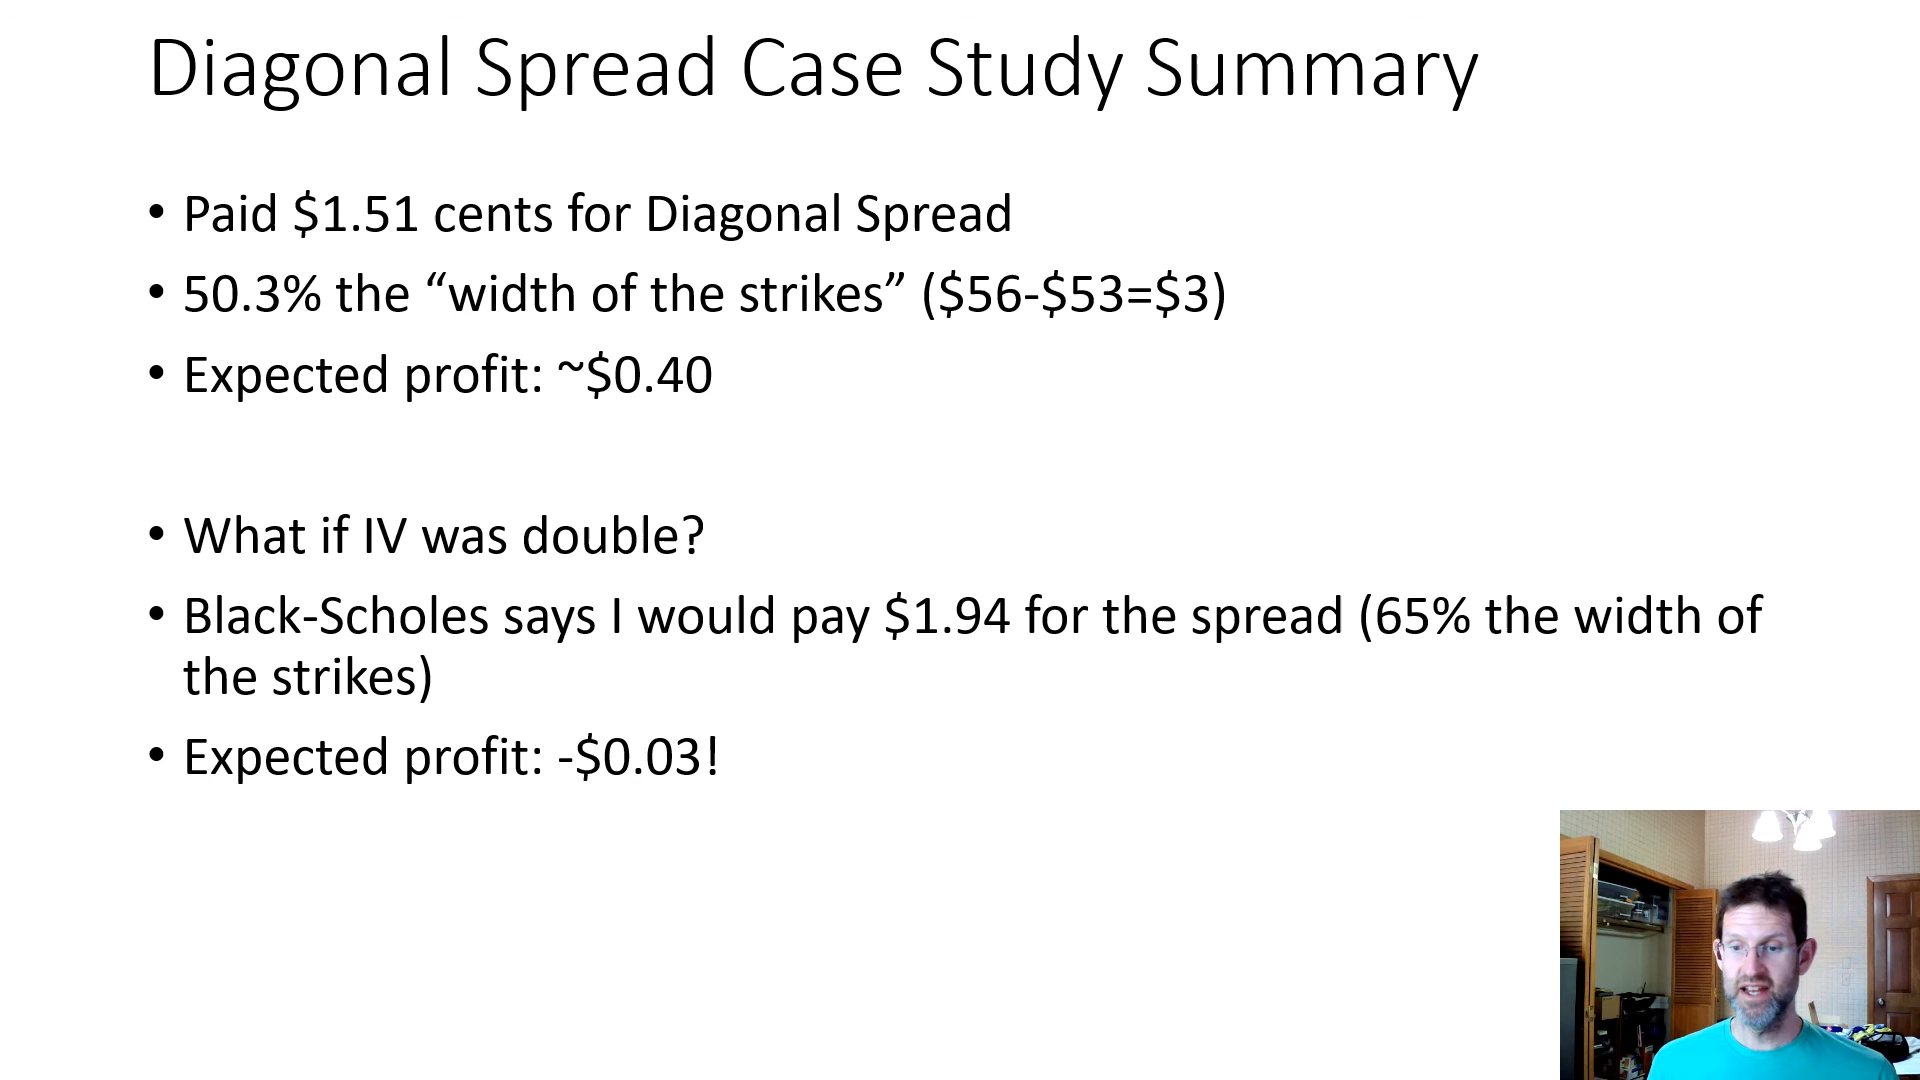 Diagonal Spread Case Study Summary
• Paid $1.51 cents for Diagonal Spread
• 50.3% the “width of the strikes” ($56-$53=$3)
• Expected profit: ~$0.40
• What if IV was double?
• Black-Scholes says I would pay $1.94 for the spread (65% the width of
the strikes)
• Expected profit: -$0.03!